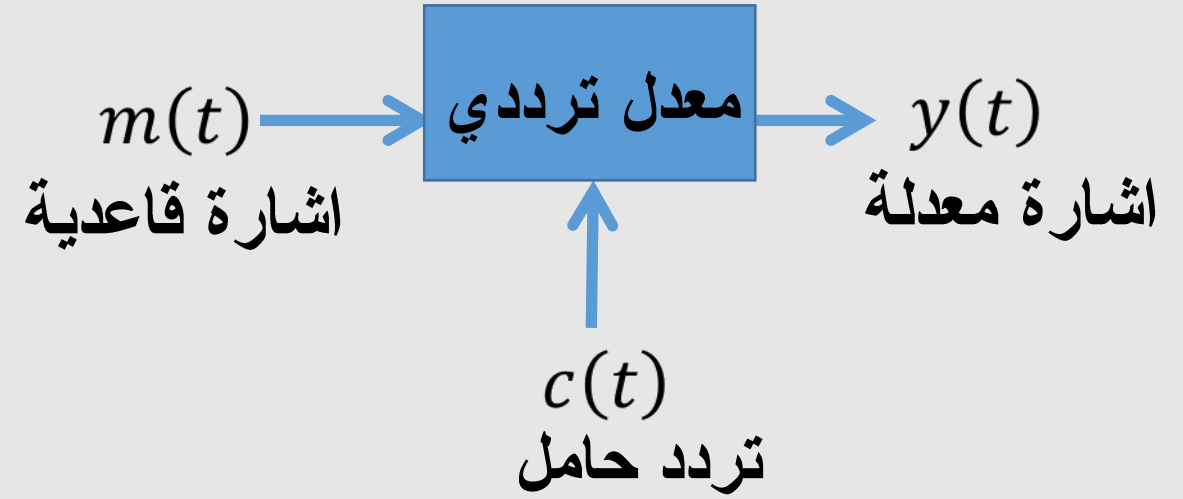 m(t)
اشارة قاعدية
معدل ترددي
y(t)
اشارة معدلة
c(t)
تردد حامل